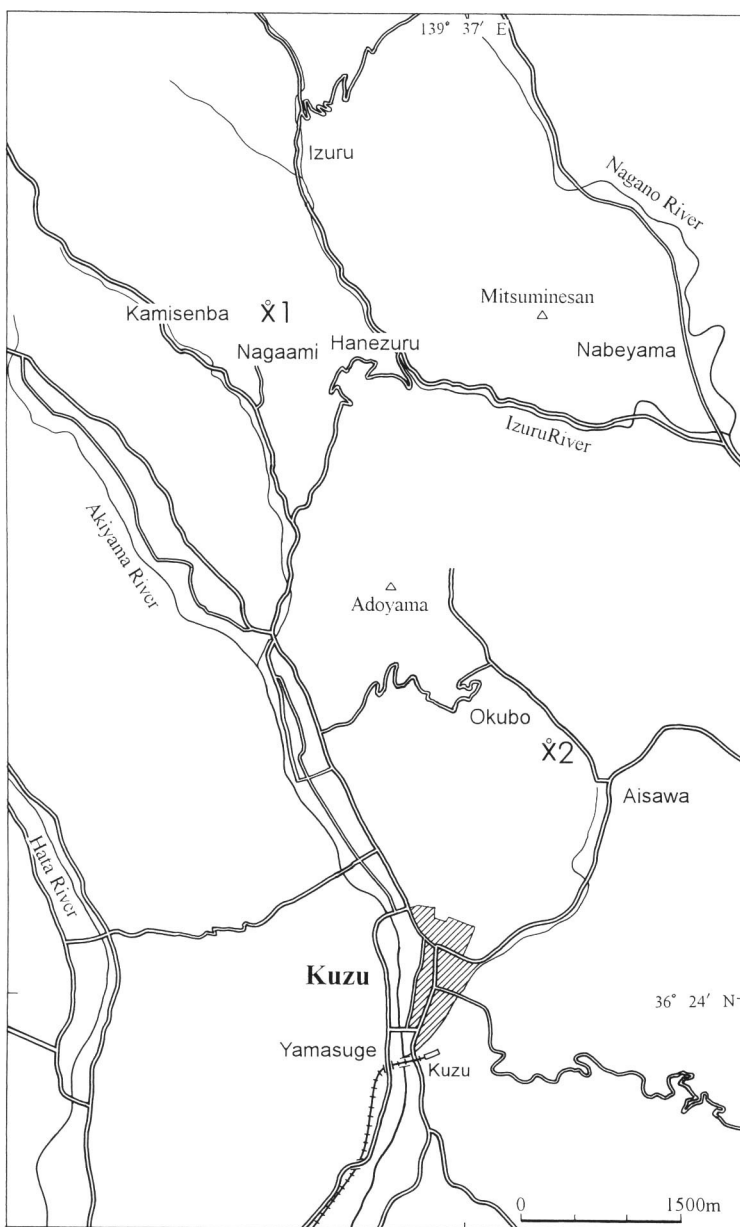 139° 37′ E
Izuru
Nagano River
Mitsuminesan
Kamisenba
X1
Nagaami
Hanezuru
Nabeyama
IzuruRiver
Akiyama River
Adoyama
Okubo
X2
Aisawa
Hata River
Kuzu
36° 24′ N
Yamasuge
Kuzu
0 1500m